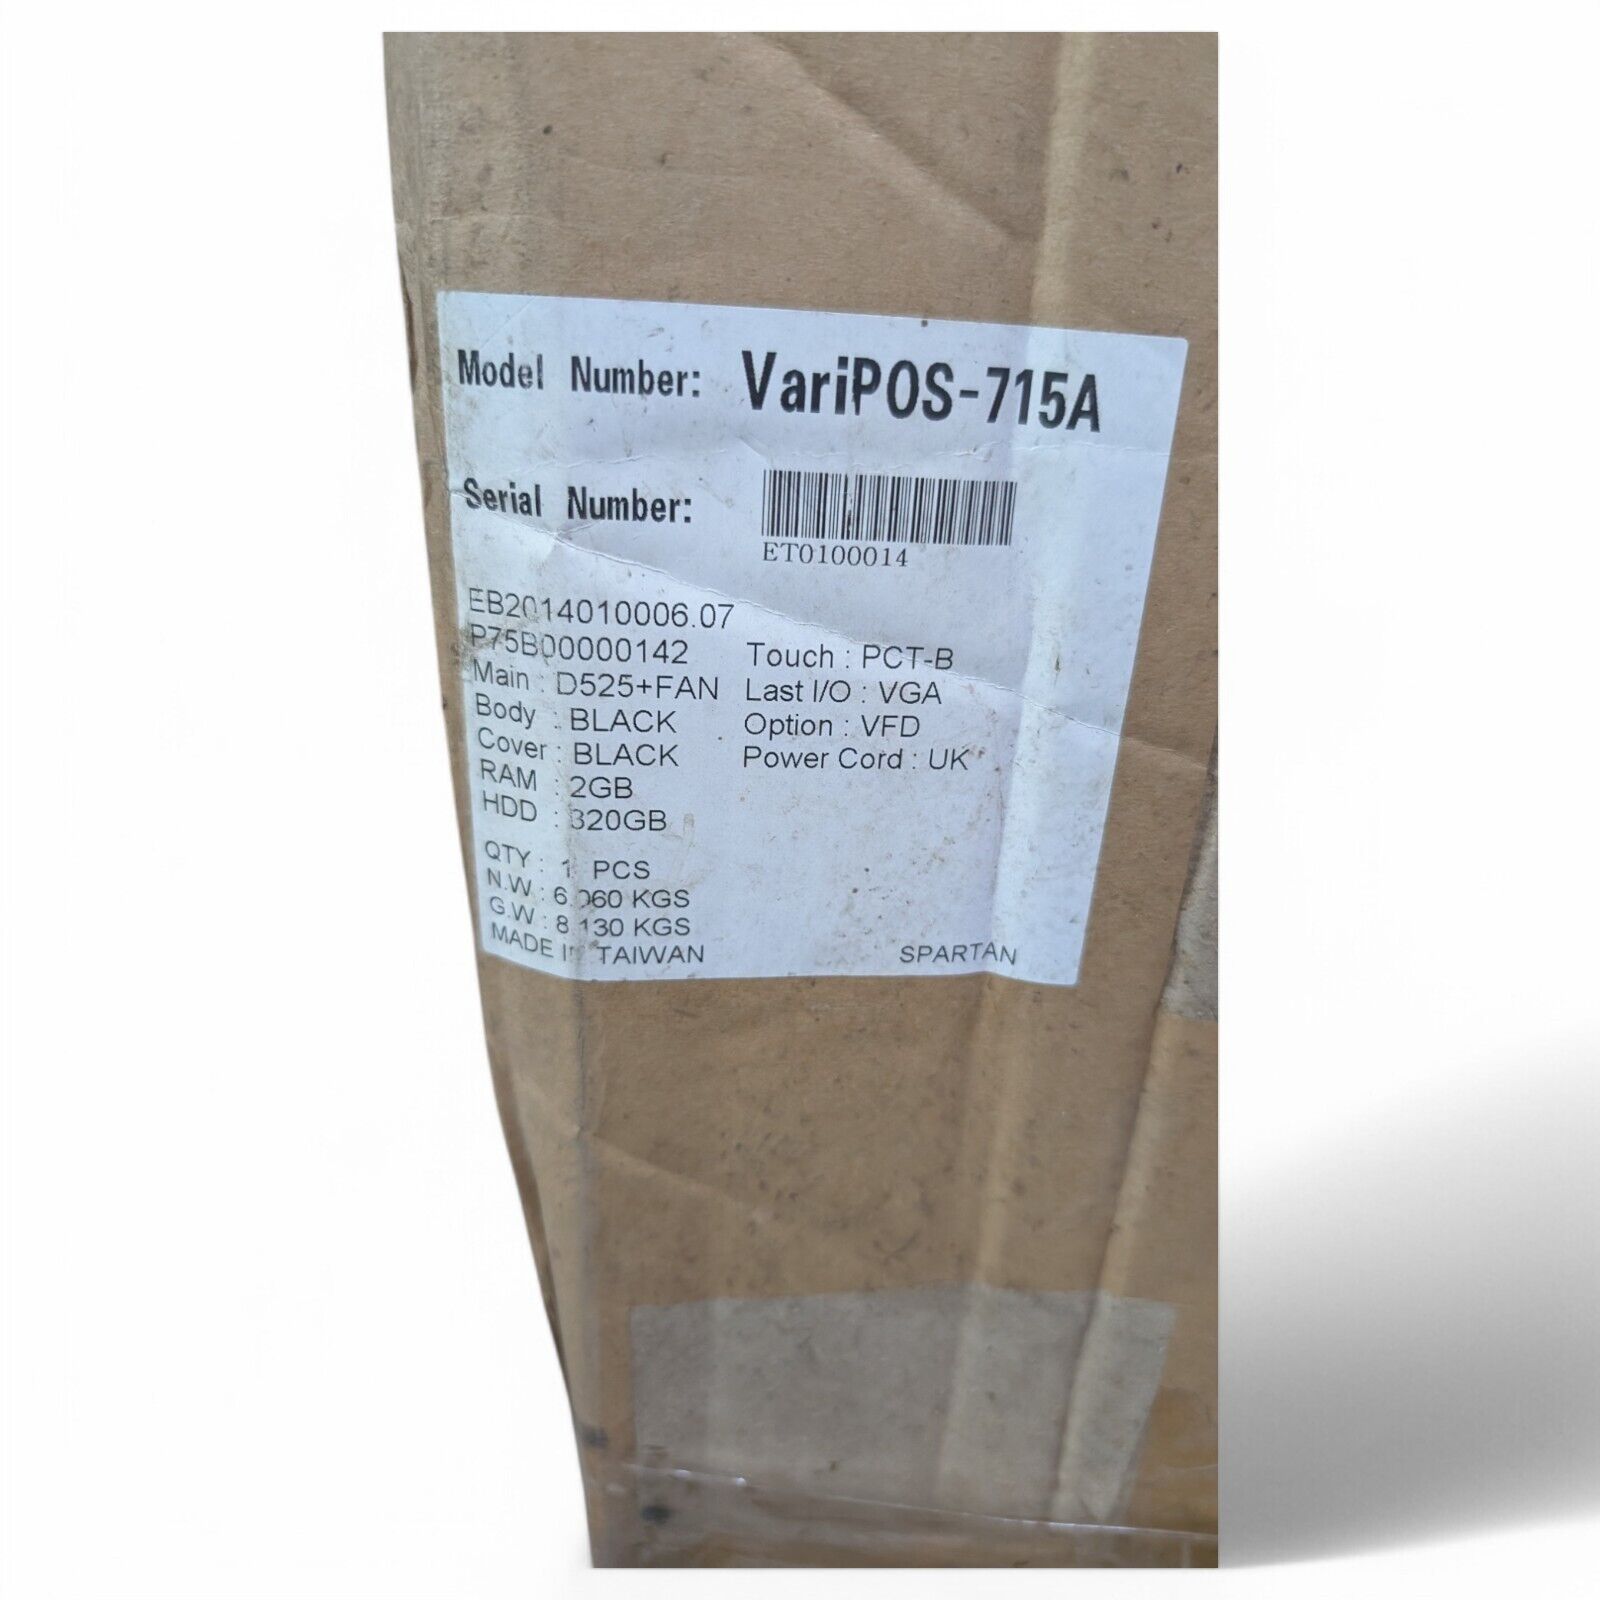 Model Number: VariPOS-715A
Serial Number:
ET0100014
EB2014010006.07
P75B00000142 Touch : PCT-B
Main : D525+FAN Last I/O : VGA
Body : BLACK Option : VFD
Cover : BLACK Power Cord : UK
RAM : 2GB
HDD : 320GB
QTY : 1 PCS
N.W : 6.060 KGS
G.W : 8.130 KGS
MADE IN TAIWAN SPARTAN